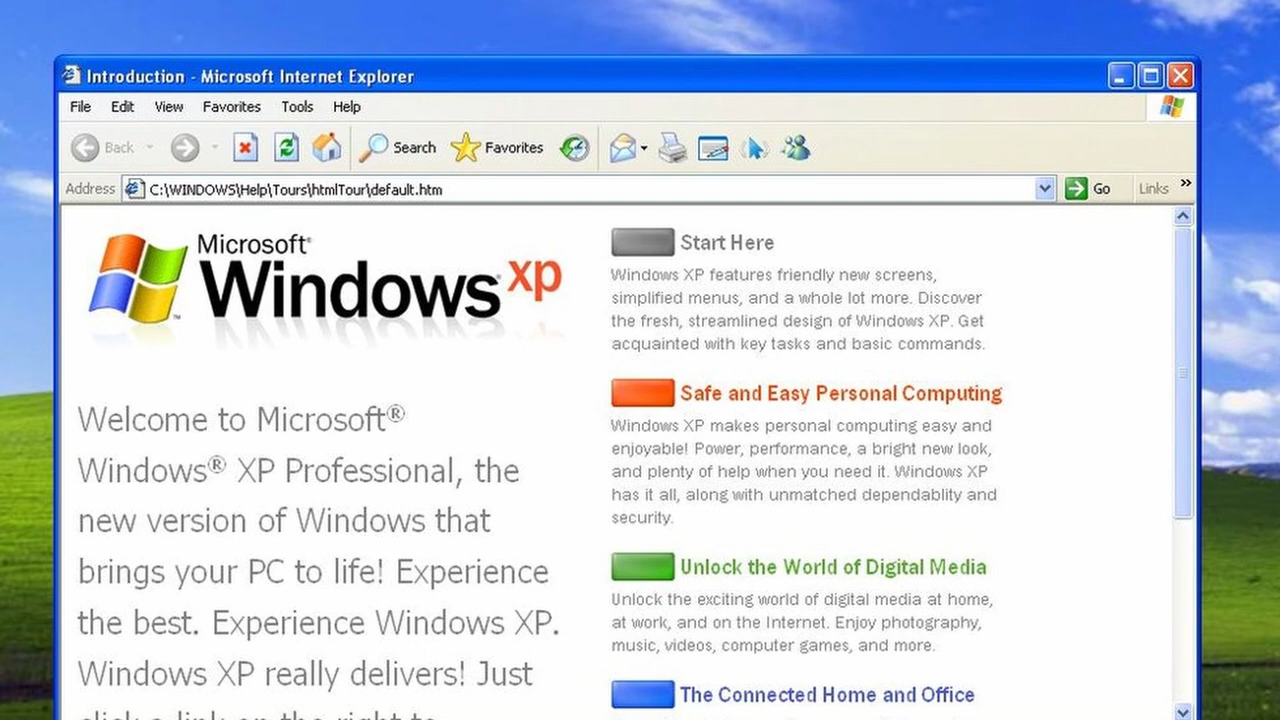 Introduction - Microsoft Internet Explorer
File Edit View Favorites Tools Help
Back Search Favorites
Address C:\WINDOWS\Help\Tours\htmlTour\default.htm Go Links »
Microsoft®
Windows® xp
™
Welcome to Microsoft®
Windows® XP Professional, the
new version of Windows that
brings your PC to life! Experience
the best. Experience Windows XP.
Windows XP really delivers! Just
click a link on the right to
Start Here
Windows XP features friendly new screens,
simplified menus, and a whole lot more. Discover
the fresh, streamlined design of Windows XP. Get
acquainted with key tasks and basic commands.
Safe and Easy Personal Computing
Windows XP makes personal computing easy and
enjoyable! Power, performance, a bright new look,
and plenty of help when you need it. Windows XP
has it all, along with unmatched dependablity and
security.
Unlock the World of Digital Media
Unlock the exciting world of digital media at home,
at work, and on the Internet. Enjoy photography,
music, videos, computer games, and more.
The Connected Home and Office